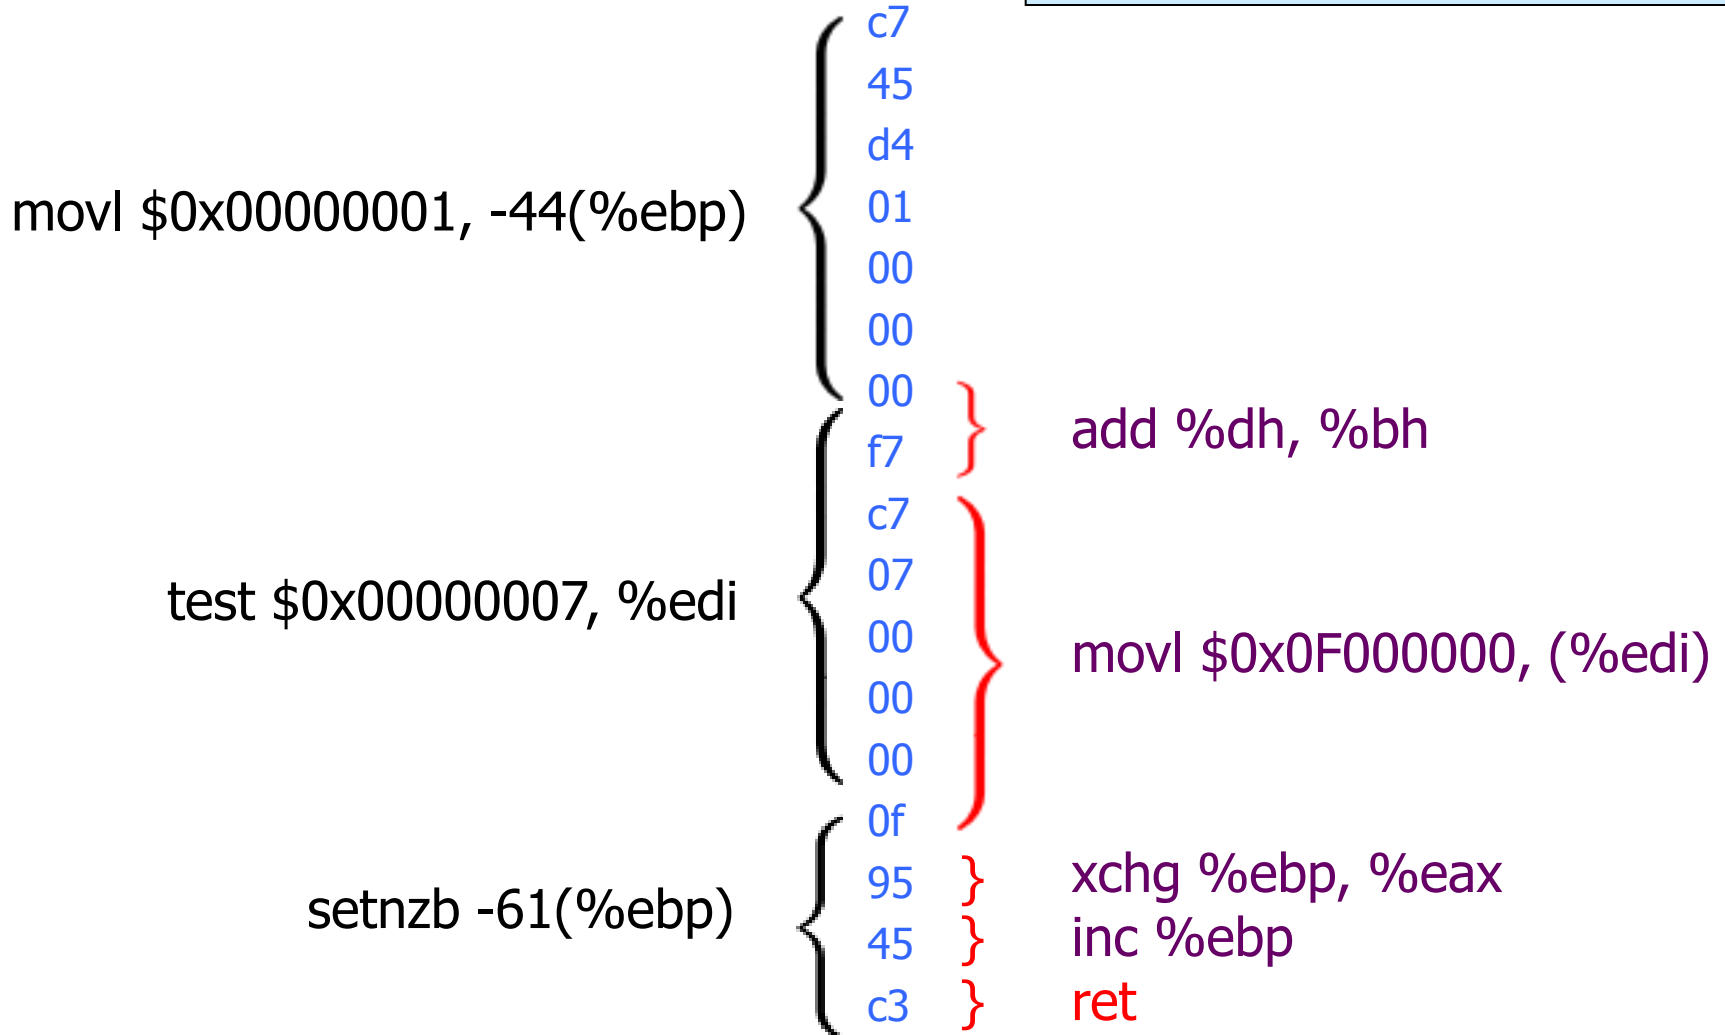 c7
45
d4
movl $0x00000001, -44(%ebp)
01
00
00
00
add %dh, %bh
f7
c7
07
test $0x00000007, %edi
00
movl $0x0F000000, (%edi)
00
00
0f
95
xchg %ebp, %eax
setnzb -61(%ebp)
45
inc %ebp
c3
ret